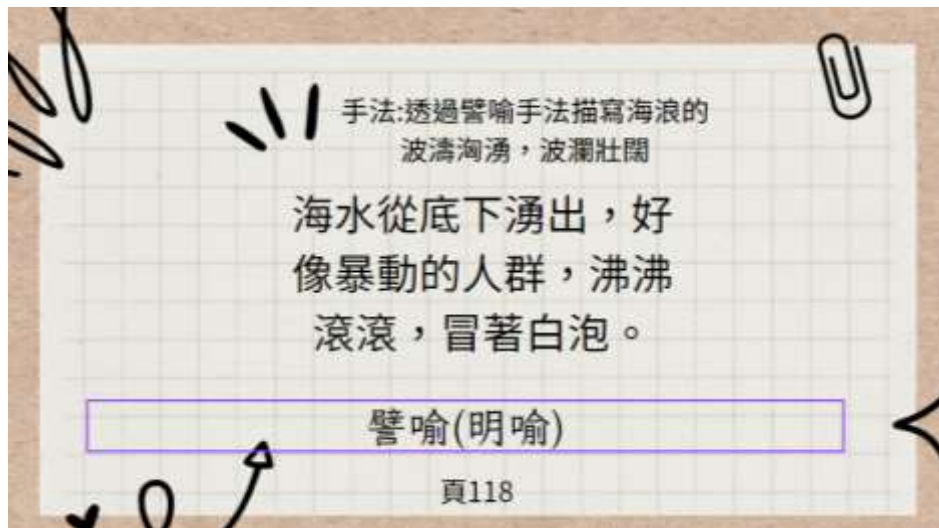 手法:透過譬喻手法描寫海浪的
波濤洶湧，波瀾壯闊
海水從底下湧出，好
像暴動的人群，沸沸
滾滾，冒著白泡。
譬喻(明喻)
頁118